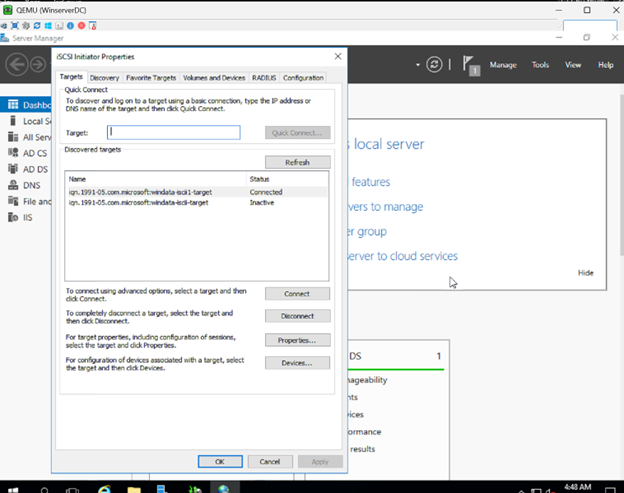 QEMU (WinserverDC)
Server Manager
Manage Tools View Help
1
Dashbo
Local Se
All Serv
AD CS
AD DS
DNS
File and
IIS
iSCSI Initiator Properties
Targets Discovery Favorite Targets Volumes and Devices RADIUS Configuration
Quick Connect
To discover and log on to a target using a basic connection, type the IP address or
DNS name of the target and then click Quick Connect.
Target:
Quick Connect...
Discovered targets
Refresh
Name Status
iqn.1991-05.com.microsoft:windata-iscii1-target Connected
iqn.1991-05.com.microsoft:windata-iscii-target Inactive
To connect using advanced options, select a target and then
click Connect.
Connect
To completely disconnect a target, select the target and
then click Disconnect.
Disconnect
For target properties, including configuration of sessions,
select the target and click Properties.
Properties...
For configuration of devices associated with a target, select
the target and then click Devices.
Devices...
OK Cancel Apply
s local server
features
vers to manage
er group
server to cloud services
Hide
DS 1
nageability
nts
vices
ormance
results
4:48 AM